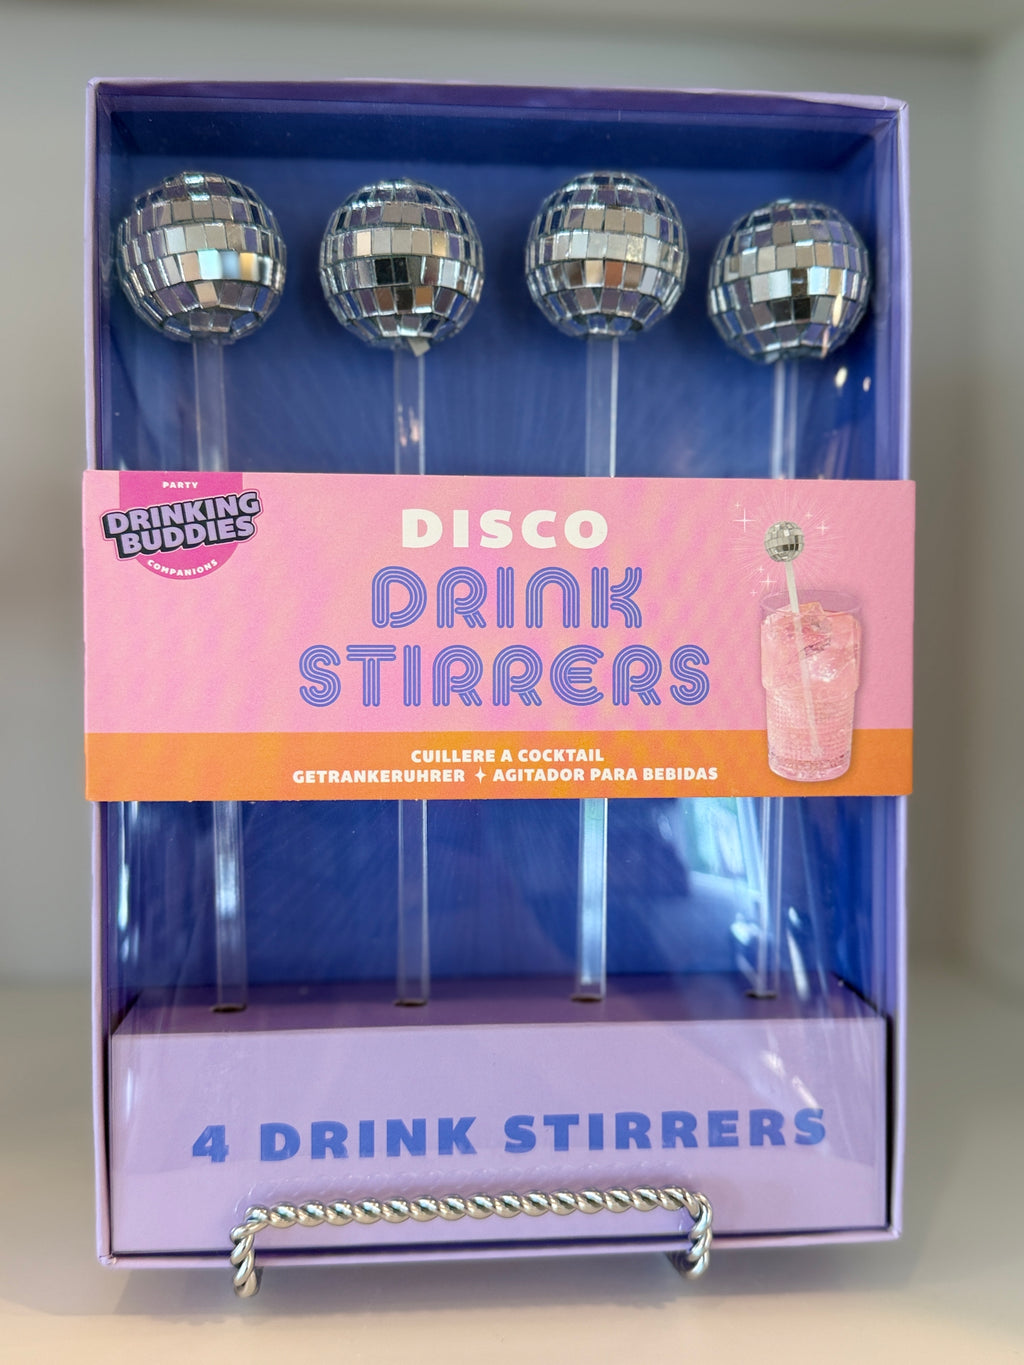 PARTY
DRINKING
BUDDIES
COMPANIONS
DISCO
DRINK
STIRRERS
CUILLERE A COCKTAIL
GETRANKERUHRER ✦ AGITADOR PARA BEBIDAS
4 DRINK STIRRERS